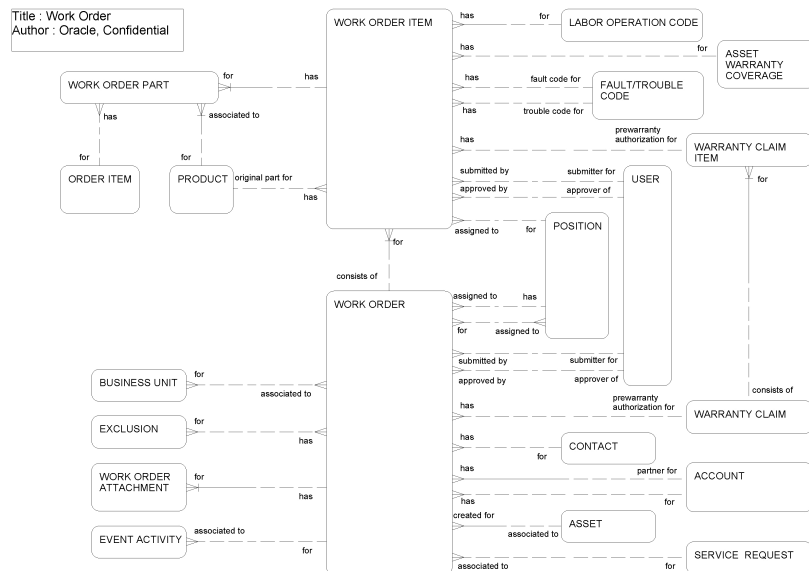 Title : Work Order
Author : Oracle, Confidential
WORK ORDER ITEM
has
for
LABOR OPERATION CODE
has
for
ASSET
WARRANTY
COVERAGE
for
has
WORK ORDER PART
has
fault code for
FAULT/TROUBLE
CODE
has
trouble code for
has
associated to
has
prewarranty
authorization for
WARRANTY CLAIM
ITEM
for
for
for
ORDER ITEM
PRODUCT
original part for
has
submitted by
submitter for
USER
approved by
approver of
assigned to
for
POSITION
for
consists of
WORK ORDER
assigned to
has
for
assigned to
submitted by
submitter for
approved by
approver of
BUSINESS UNIT
for
associated to
consists of
has
prewarranty
authorization for
WARRANTY CLAIM
EXCLUSION
for
has
has
for
CONTACT
WORK ORDER
ATTACHMENT
for
has
has
partner for
ACCOUNT
has
for
EVENT ACTIVITY
associated to
for
created for
associated to
ASSET
associated to
for
SERVICE REQUEST